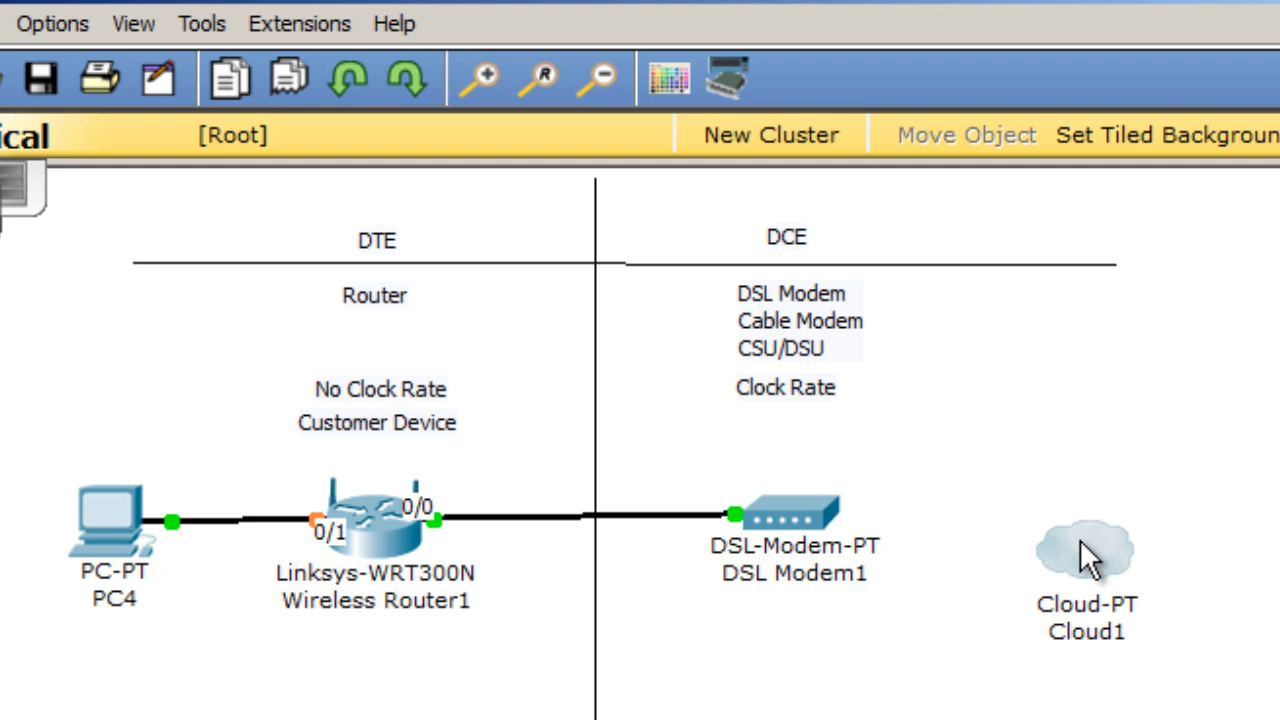 Options View Tools Extensions Help
R
ical [Root] New Cluster Move Object Set Tiled Backgroun
DTE
DCE
Router
DSL Modem
Cable Modem
CSU/DSU
No Clock Rate
Clock Rate
Customer Device
0/0
0/1
PC-PT
PC4
Linksys-WRT300N
Wireless Router1
DSL-Modem-PT
DSL Modem1
Cloud-PT
Cloud1